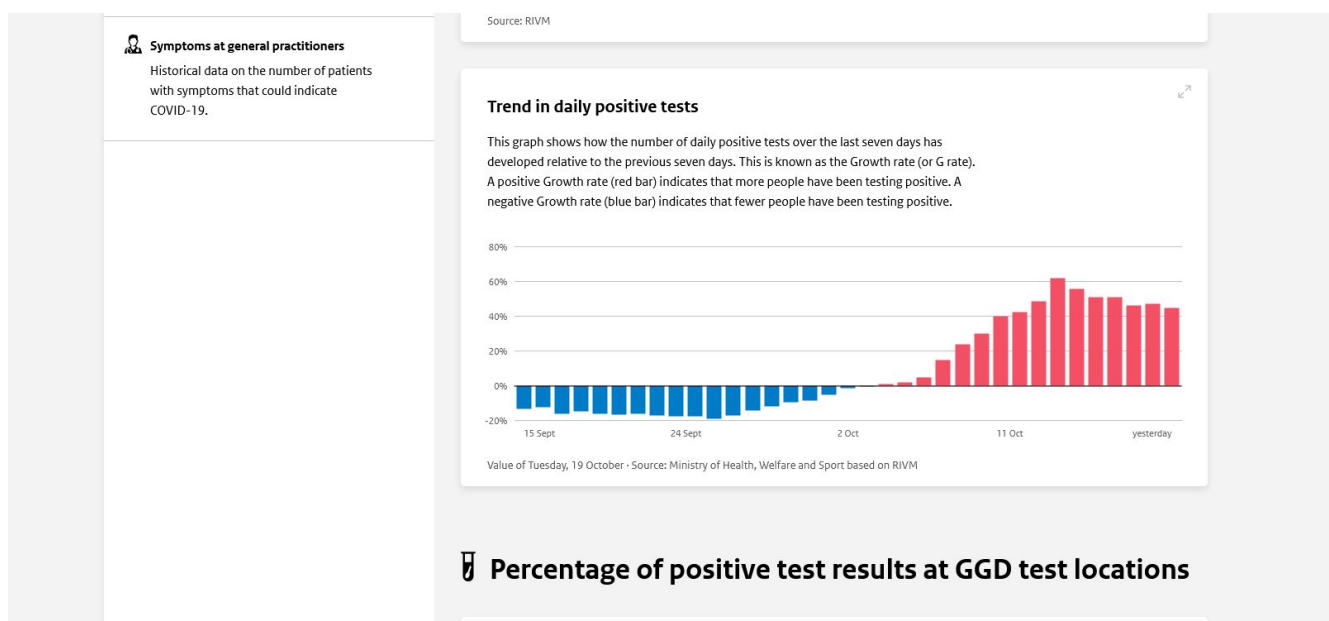 Symptoms at general practitioners
Historical data on the number of patients
with symptoms that could indicate
COVID-19.
Source: RIVM
Trend in daily positive tests
This graph shows how the number of daily positive tests over the last seven days has
developed relative to the previous seven days. This is known as the Growth rate (or G rate).
A positive Growth rate (red bar) indicates that more people have been testing positive. A
negative Growth rate (blue bar) indicates that fewer people have been testing positive.
80%
60%
40%
20%
0%
-20%
15 Sept 24 Sept 2 Oct 11 Oct yesterday
Value of Tuesday, 19 October · Source: Ministry of Health, Welfare and Sport based on RIVM
Percentage of positive test results at GGD test locations